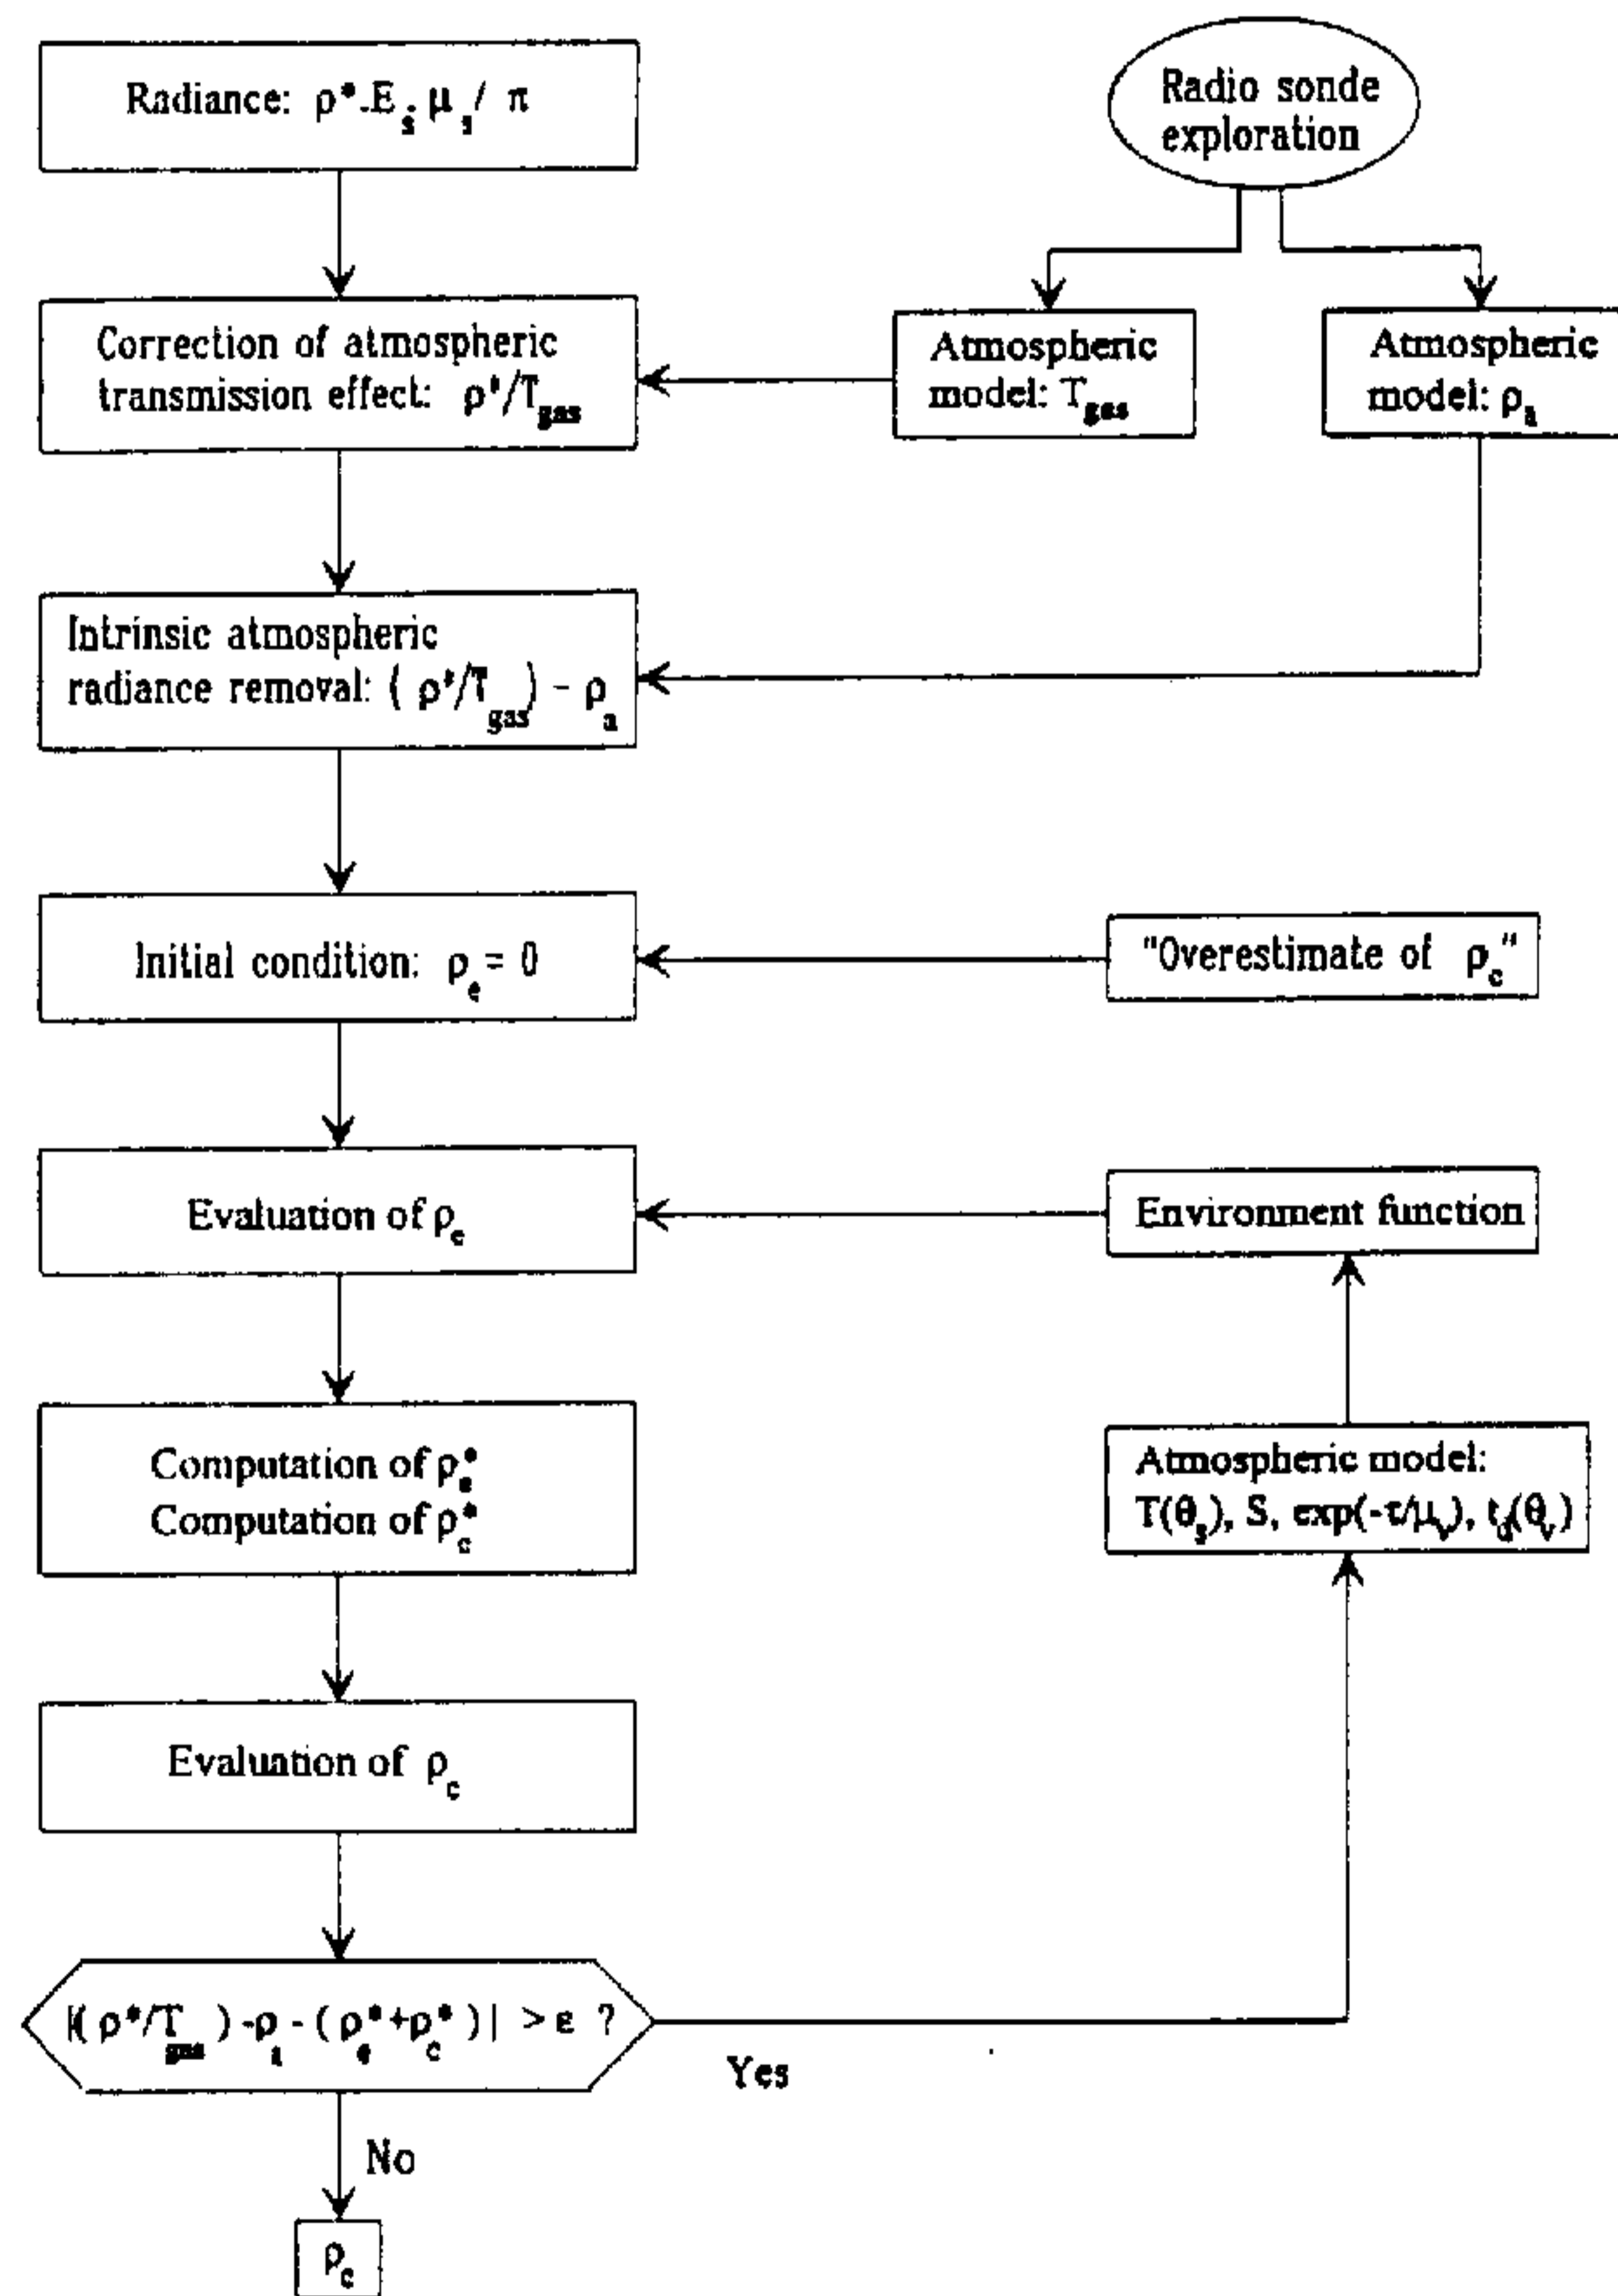 Radiance: ρ*.E_s.μ_s / π
Radio sonde
exploration
Correction of atmospheric
transmission effect: ρ*/T_gas
Atmospheric
model: T_gas
Atmospheric
model: ρ_a
Intrinsic atmospheric
radiance removal: ( ρ*/T_gas) - ρ_a
Initial condition: ρ_e = 0
"Overestimate of ρ_c"
Evaluation of ρ_e
Environment function
Computation of ρ_e*
Computation of ρ_c*
Atmospheric model:
T(θ_s), S, exp(-τ/μ_v), t_d(θ_v)
Evaluation of ρ_c
|( ρ*/T_gas ) -ρ_a - ( ρ_e*+ρ_c* )| > ε ?
Yes
No
ρ_c